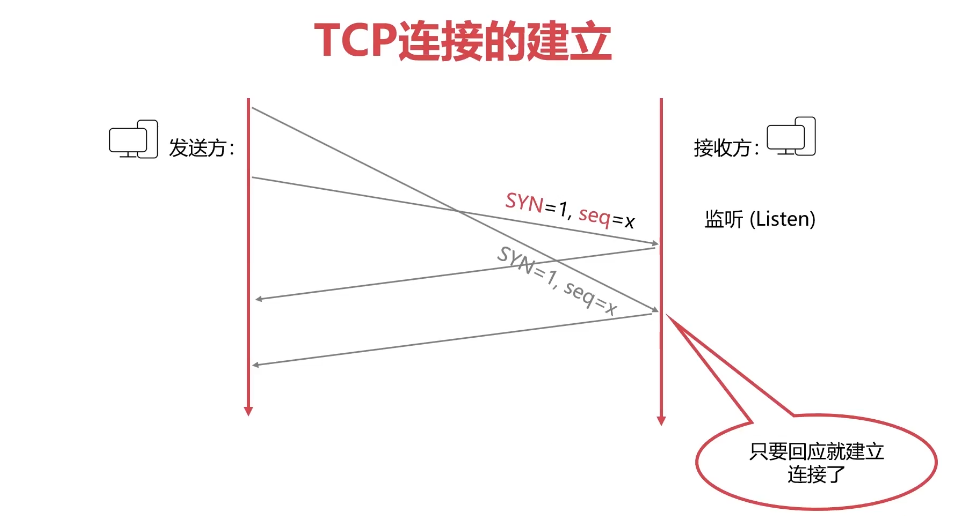 TCP连接的建立
发送方：
接收方：
SYN=1, seq=x
监听 (Listen)
SYN=1, seq=x
只要回应就建立
连接了